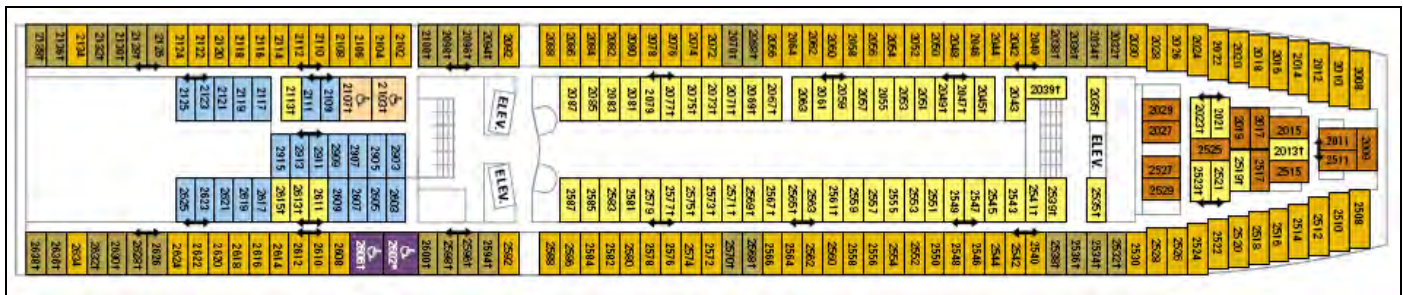 2138† 2136† 2134 2132† 2130† 2128† 2126 2124 2122 2120 2118 2116 2114 2112 2110 2108 2106 2104 2102 2100† 2098† 2096† 2094† 2092 2088 2086 2084 2082 2080 2078 2076 2074 2072 2070† 2068† 2066 2064 2062 2060 2058 2056 2054 2052 2050 2048 2046 2044 2042 2040 2038† 2036† 2034† 2032† 2030 2028 2026 2024 2022 2020 2018 2016 2014 2012 2010 2008
2125 2123 2121 2119 2117 2113† 2111 2109 2107† 2103† ELEV. 2087 2085 2083 2081 2079 2077† 2075† 2073† 2071† 2069† 2067† 2063 2061 2059 2057 2055 2053 2051 2049† 2047† 2045† 2043 2039† 2035†
2029 2023† 2021 2019 2017 2015
2027 2013† 2011 2009
ELEV.
2525 2511
2915 2913 2911 2909 2907 2905 2903
2527 2523† 2521 2519† 2517 2515
2529
2625 2623 2621 2619 2617 2615† 2613† 2611 2609 2607 2605 2603 ELEV. 2587 2585 2583 2581 2579 2577† 2575† 2573† 2571† 2569† 2567† 2565† 2563 2561† 2559 2557 2555 2553 2551 2549 2547 2545 2543 2541† 2539† 2535†
2638† 2634 2632† 2630† 2628† 2626 2624 2622 2620 2618 2616 2614 2612 2610 2608 2606† 2602* 2600† 2598† 2596† 2594† 2592 2588 2586 2584 2582 2580 2578 2576 2574 2572 2570† 2568† 2566 2564 2562 2560 2558 2556 2554 2552 2550 2548 2546 2544 2542 2540 2538† 2536† 2534† 2532† 2530 2528 2526 2524 2522 2520 2518 2516 2514 2512 2510 2508